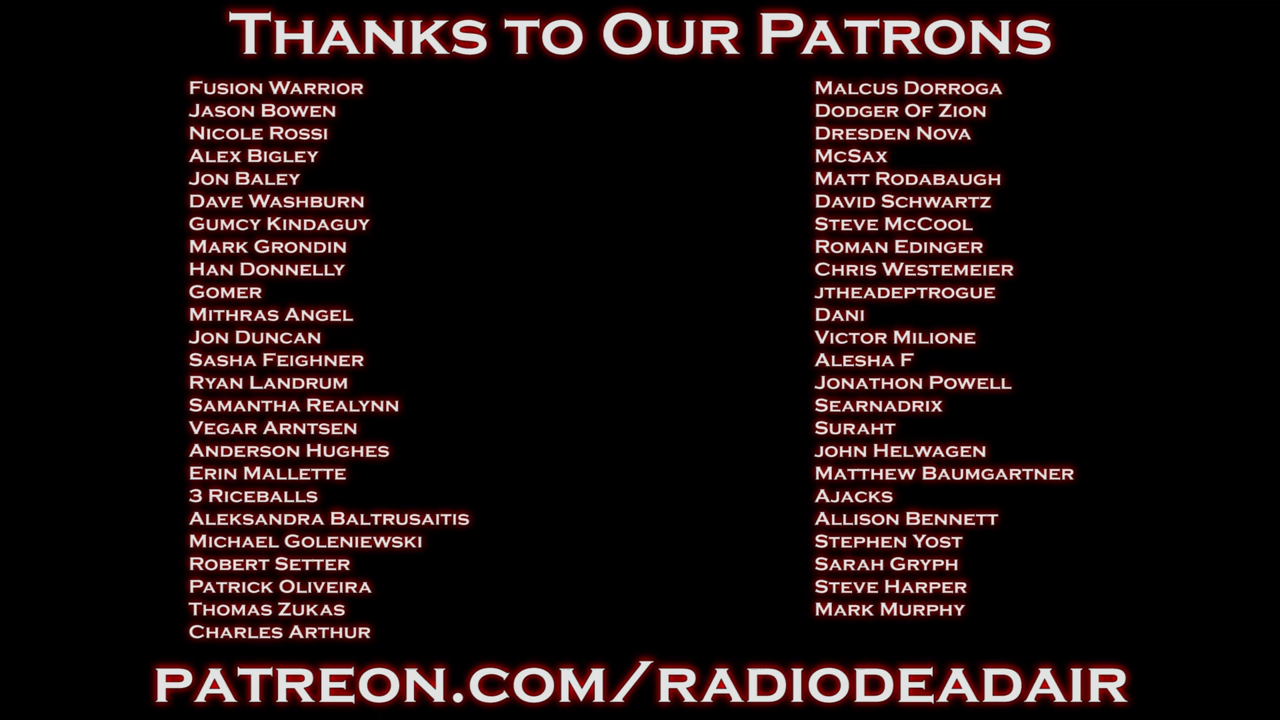 Thanks to Our Patrons
Fusion Warrior
Jason Bowen
Nicole Rossi
Alex Bigley
Jon Baley
Dave Washburn
Gumcy Kindaguy
Mark Grondin
Han Donnelly
Gomer
Mithras Angel
Jon Duncan
Sasha Feighner
Ryan Landrum
Samantha Realynn
Vegar Arntsen
Anderson Hughes
Erin Mallette
3 Riceballs
Aleksandra Baltrusaitis
Michael Goleniewski
Robert Setter
Patrick Oliveira
Thomas Zukas
Charles Arthur
Malcus Dorroga
Dodger Of Zion
Dresden Nova
McSax
Matt Rodabaugh
David Schwartz
Steve McCool
Roman Edinger
Chris Westemeier
jtheadeptrogue
Dani
Victor Milione
Alesha F
Jonathon Powell
Searnadrix
Suraht
john Helwagen
Matthew Baumgartner
Ajacks
Allison Bennett
Stephen Yost
Sarah Gryph
Steve Harper
Mark Murphy
patreon.com/radiodeadair